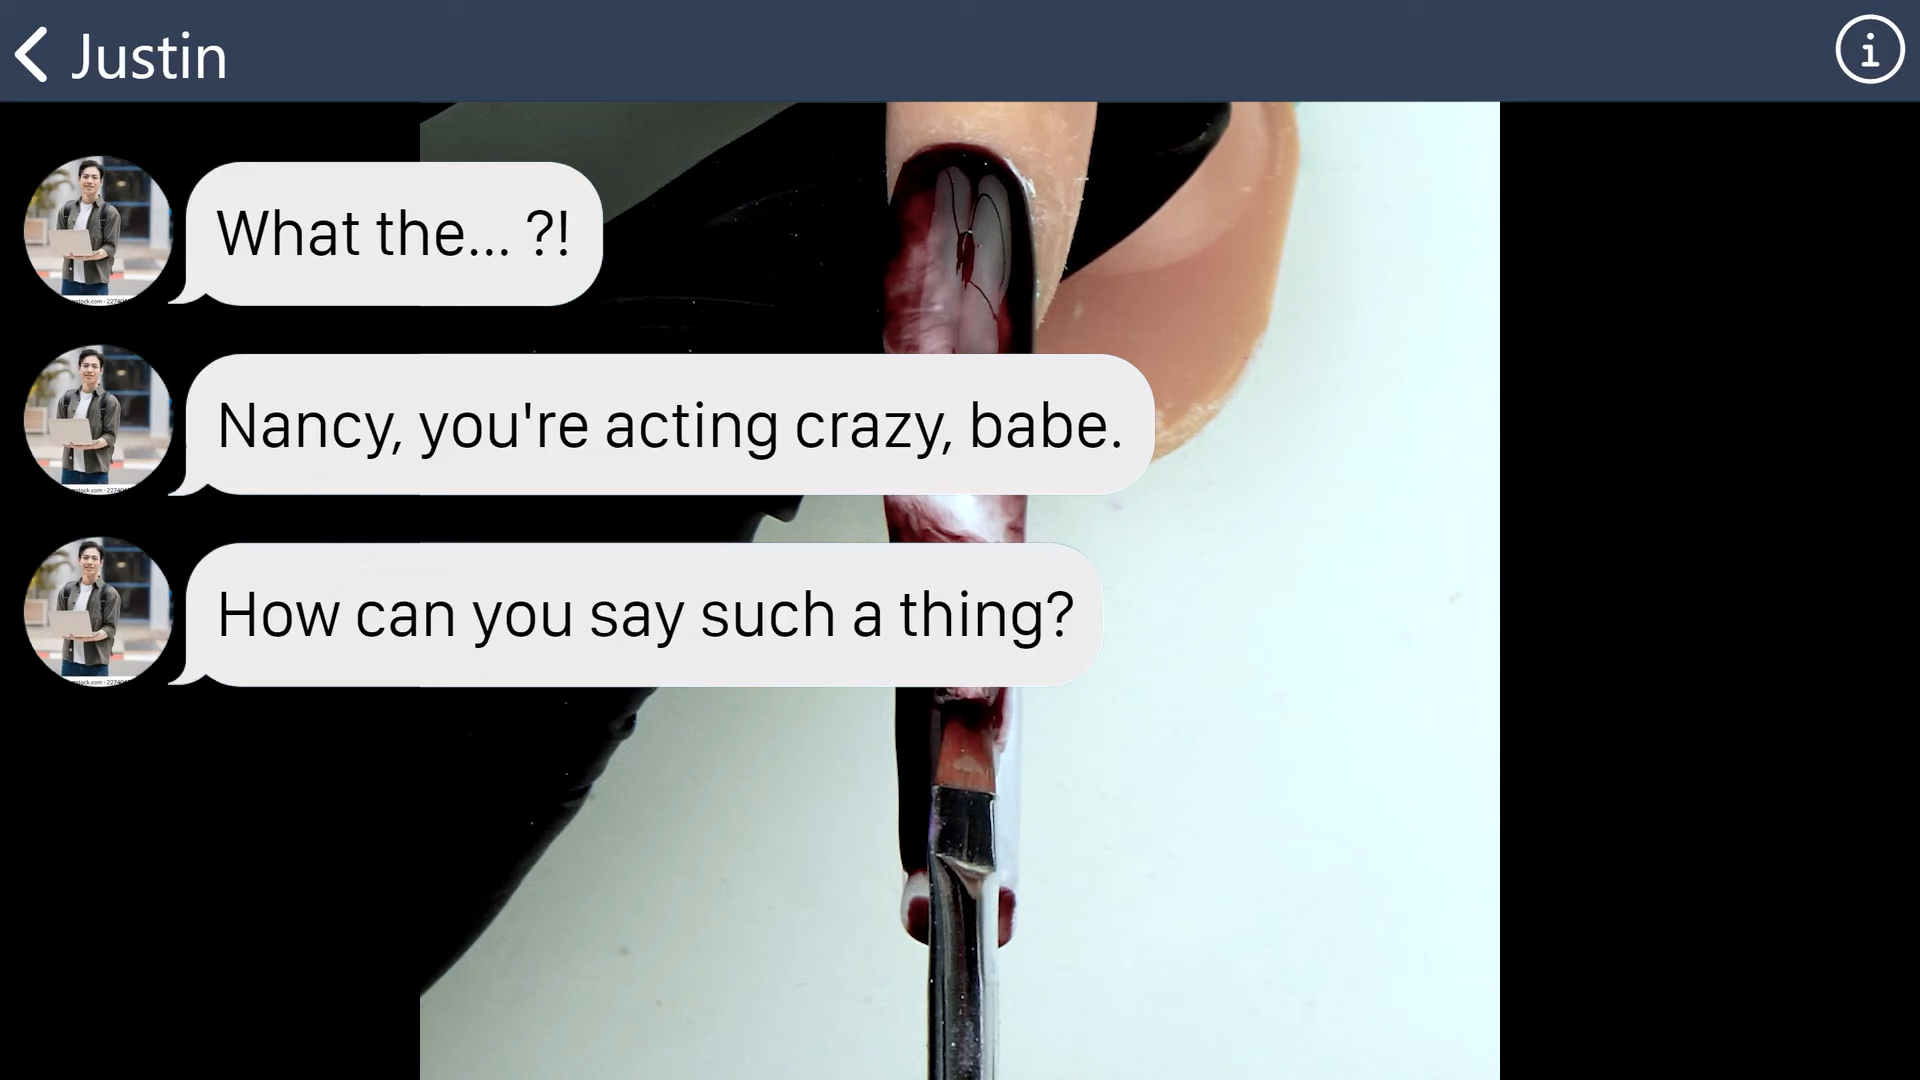 Justin
What the... ?!
Nancy, you're acting crazy, babe.
How can you say such a thing?